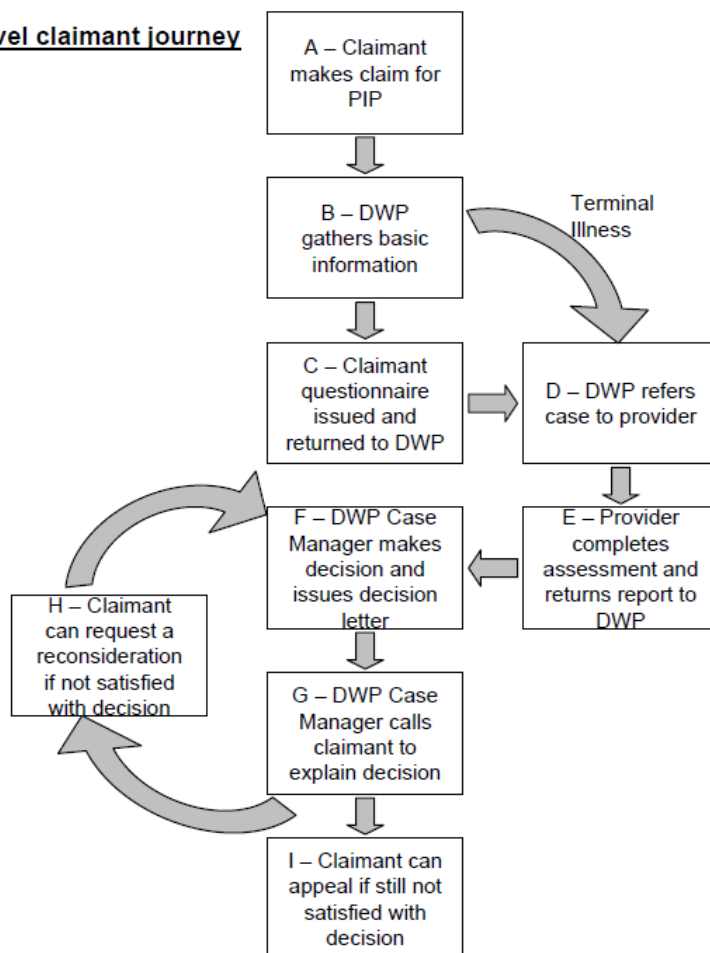 vel claimant journey
A – Claimant
makes claim for
PIP
B – DWP
gathers basic
information
Terminal
Illness
C – Claimant
questionnaire
issued and
returned to DWP
D – DWP refers
case to provider
E – Provider
completes
assessment and
returns report to
DWP
F – DWP Case
Manager makes
decision and
issues decision
letter
H – Claimant
can request a
reconsideration
if not satisfied
with decision
G – DWP Case
Manager calls
claimant to
explain decision
I – Claimant can
appeal if still not
satisfied with
decision